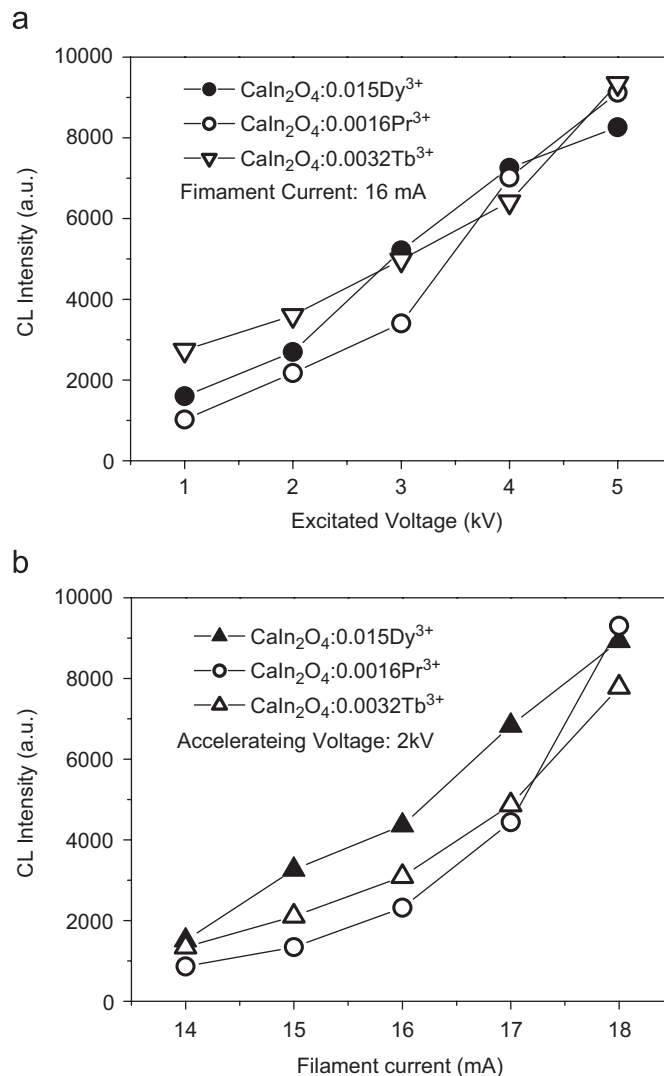 a
10000
CaIn₂O₄:0.015Dy³⁺
CaIn₂O₄:0.0016Pr³⁺
CaIn₂O₄:0.0032Tb³⁺
Fimament Current: 16 mA
8000
6000
4000
2000
0
CL Intensity (a.u.)
1 2 3 4 5
Excitated Voltage (kV)
b
10000
CaIn₂O₄:0.015Dy³⁺
CaIn₂O₄:0.0016Pr³⁺
CaIn₂O₄:0.0032Tb³⁺
Accelerateing Voltage: 2kV
8000
6000
4000
2000
0
CL Intensity (a.u.)
14 15 16 17 18
Filament current (mA)